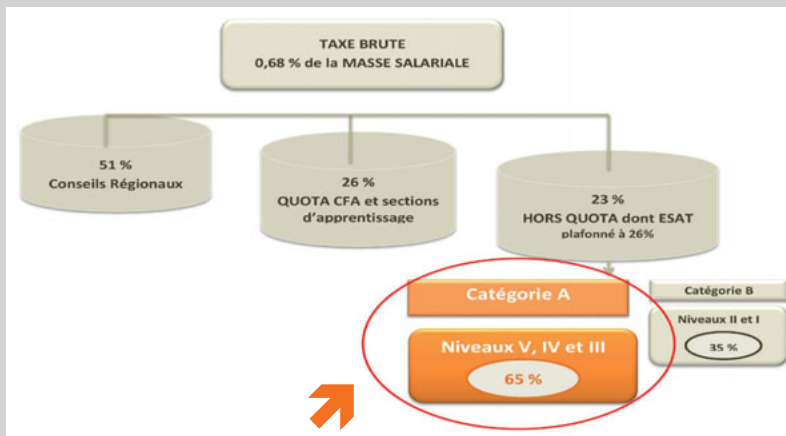 TAXE BRUTE
0,68 % de la MASSE SALARIALE
51 %
Conseils Régionaux
26 %
QUOTA CFA et sections
d’apprentissage
23 %
HORS QUOTA dont ESAT
plafonné à 26%
Catégorie A
Niveaux V, IV et III
65 %
Catégorie B
Niveaux II et I
35 %